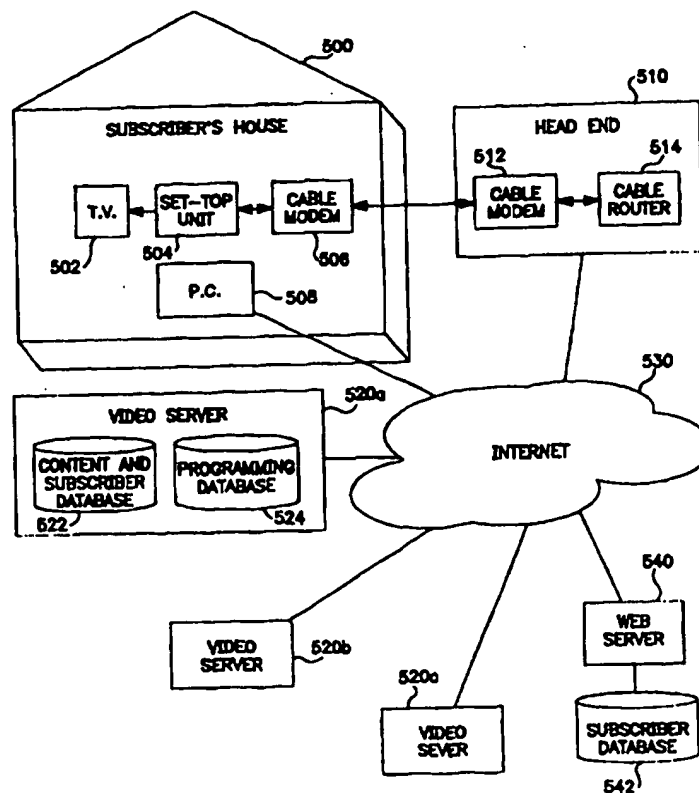 500
SUBSCRIBER'S HOUSE
T.V.
502
SET-TOP
UNIT
504
CABLE
MODEM
506
P.C.
508
510
HEAD END
512
CABLE
MODEM
514
CABLE
ROUTER
530
INTERNET
520a
VIDEO SERVER
CONTENT AND
SUBSCRIBER
DATABASE
522
PROGRAMMING
DATABASE
524
VIDEO
SERVER
520b
520c
VIDEO
SEVER
540
WEB
SERVER
SUBSCRIBER
DATABASE
542